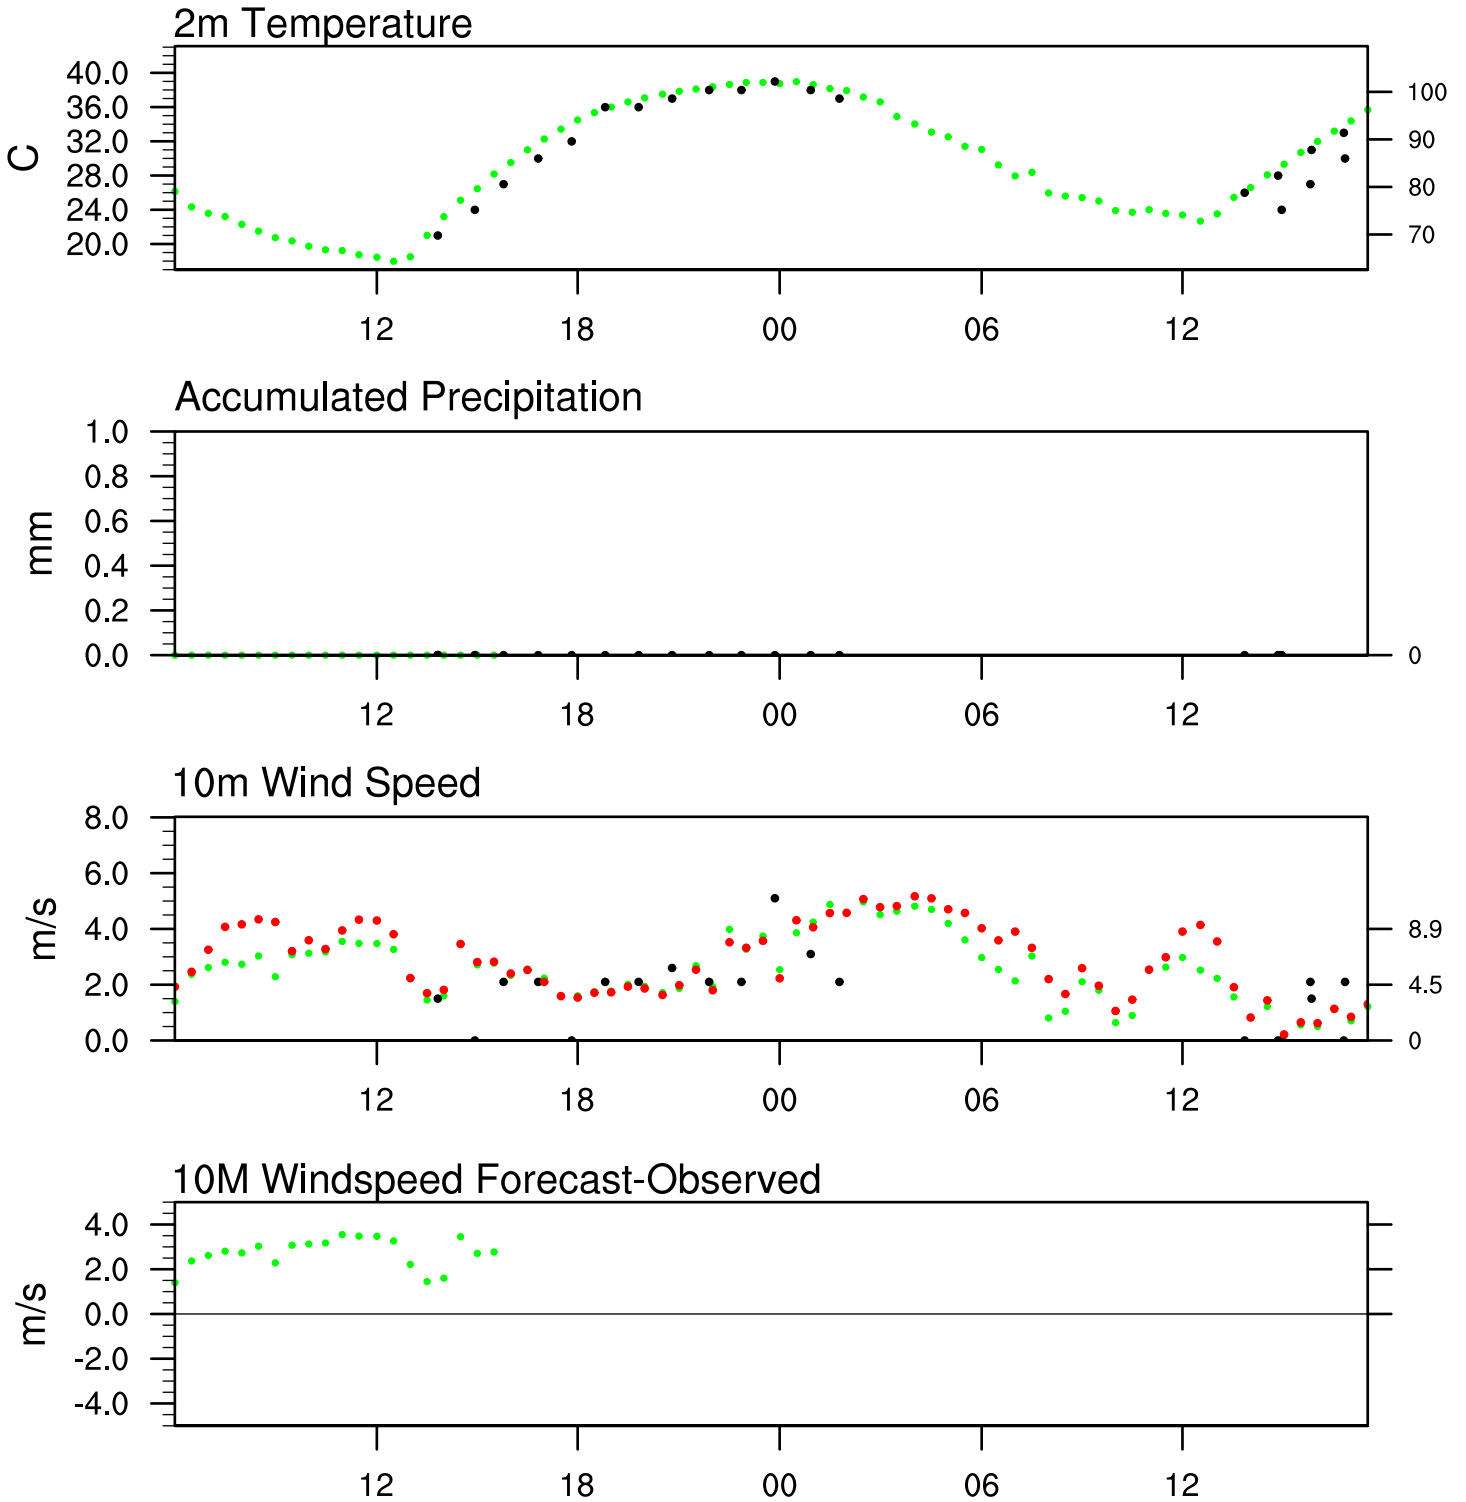 2m Temperature
40.0
36.0
32.0
28.0
24.0
20.0
C
100
90
80
70
12 18 00 06 12
Accumulated Precipitation
1.0
0.8
0.6
0.4
0.2
0.0
mm
0
12 18 00 06 12
10m Wind Speed
8.0
6.0
4.0
2.0
0.0
m/s
8.9
4.5
0
12 18 00 06 12
10M Windspeed Forecast-Observed
4.0
2.0
0.0
-2.0
-4.0
m/s
12 18 00 06 12